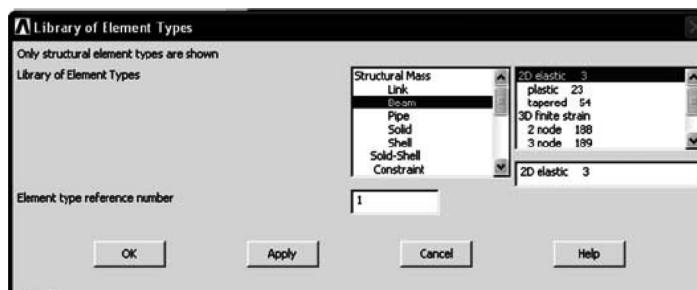 Library of Element Types
Only structural element types are shown
Library of Element Types
Structural Mass
Link
Beam
Pipe
Solid
Shell
Solid-Shell
Constraint
2D elastic 3
plastic 23
tapered 54
3D finite strain
2 node 188
3 node 189
2D elastic 3
Element type reference number
1
OK
Apply
Cancel
Help